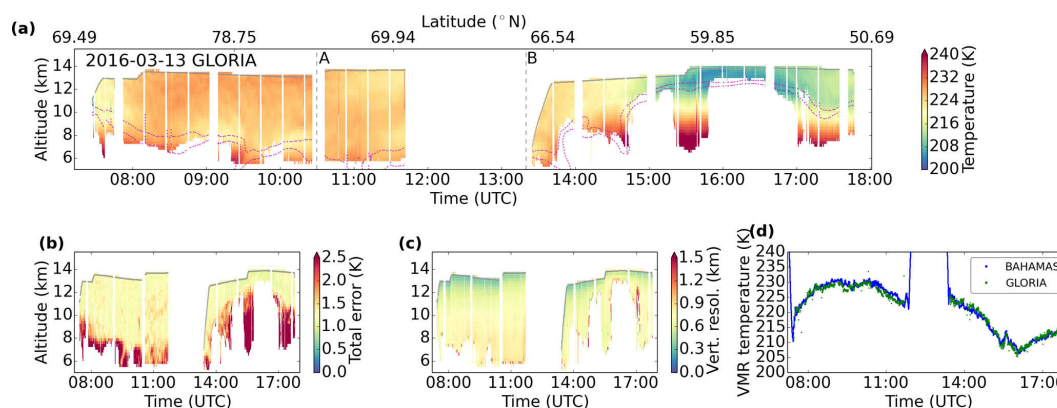 Latitude (°N)
(a)
69.49 78.75 69.94 66.54 59.85 50.69
2016-03-13 GLORIA
A
B
14
12
10
8
6
Altitude (km)
08:00 09:00 10:00 11:00 12:00 13:00 14:00 15:00 16:00 17:00 18:00
Time (UTC)
240
232
224
216
208
200
Temperature (K)
(b)
14
12
10
8
6
Altitude (km)
08:00 11:00 14:00 17:00
Time (UTC)
2.5
2.0
1.5
1.0
0.5
0.0
Total error (K)
(c)
14
12
10
8
6
08:00 11:00 14:00 17:00
Time (UTC)
1.5
1.2
0.9
0.6
0.3
0.0
Vert. resol. (km)
(d)
240
235
230
225
220
215
210
205
200
VMR temperature (K)
BAHAMAS
GLORIA
08:00 11:00 14:00 17:00
Time (UTC)